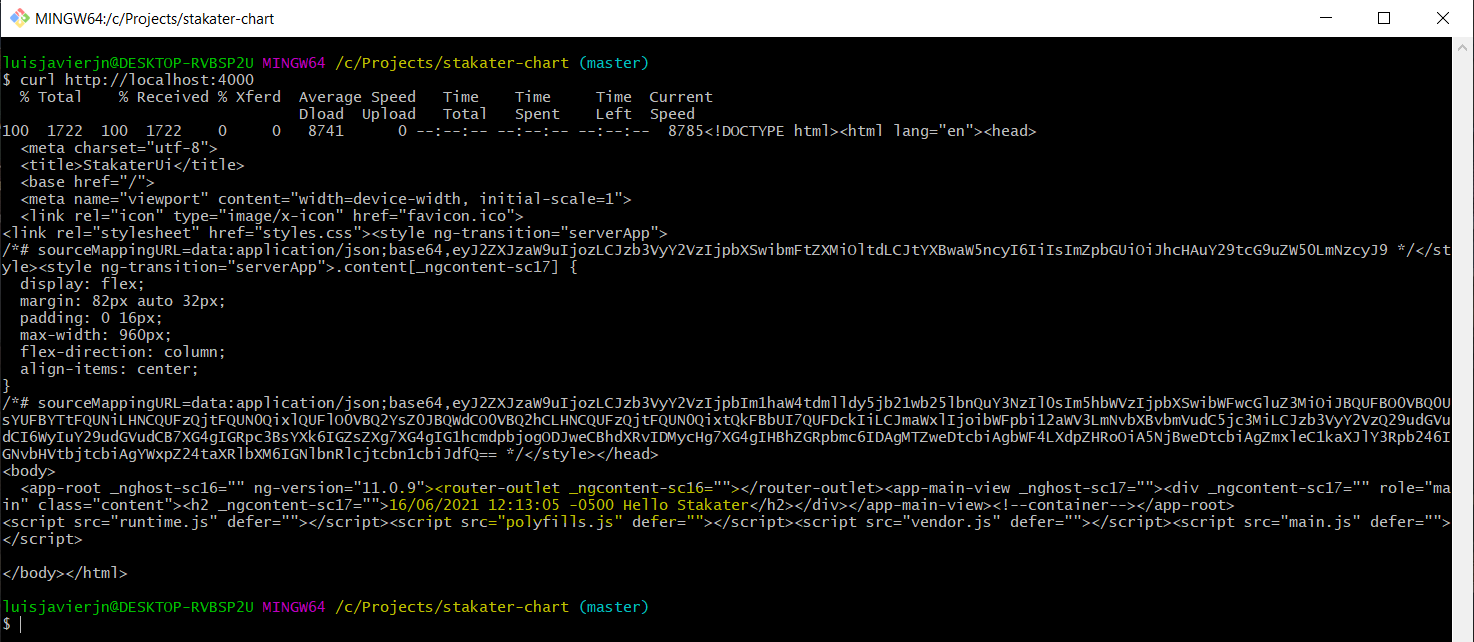 MINGW64:/c/Projects/stakater-chart
luisjavierjn@DESKTOP-RVBSP2U MINGW64 /c/Projects/stakater-chart (master)
$ curl http://localhost:4000
  % Total    % Received % Xferd  Average Speed   Time    Time     Time  Current
                                 Dload  Upload   Total   Spent    Left  Speed
100  1722  100  1722    0     0   8741      0 --:--:-- --:--:-- --:--:--  8785<!DOCTYPE html><html lang="en"><head>
  <meta charset="utf-8">
  <title>StakaterUi</title>
  <base href="/">
  <meta name="viewport" content="width=device-width, initial-scale=1">
  <link rel="icon" type="image/x-icon" href="favicon.ico">
<link rel="stylesheet" href="styles.css"><style ng-transition="serverApp">
/*# sourceMappingURL=data:application/json;base64,eyJ2ZXJzaW9uIjozLCJzb3VyY2VzIjpbXSwibmFtZXMiOltdLCJtYXBwaW5ncyI6IiIsImZpbGUiOiJhcHAuY29tcG9uZW50LmNzcyJ9 */</st
yle><style ng-transition="serverApp">.content[_ngcontent-sc17] {
  display: flex;
  margin: 82px auto 32px;
  padding: 0 16px;
  max-width: 960px;
  flex-direction: column;
  align-items: center;
}
/*# sourceMappingURL=data:application/json;base64,eyJ2ZXJzaW9uIjozLCJzb3VyY2VzIjpbIm1haW4tdmlldy5jb21wb25lbnQuY3NzIl0sIm5hbWVzIjpbXSwibWFwcGluZ3MiOiJBQUFBO0VBQ0U
sYUFBYTtFQUNiLHNCQUFzQjtFQUN0QixlQUFlO0VBQ2YsZ0JBQWdCO0VBQ2hCLHNCQUFzQjtFQUN0QixtQkFBbUI7QUFDckIiLCJmaWxlIjoibWFpbi12aWV3LmNvbXBvbmVudC5jc3MiLCJzb3VyY2VzQ29udGVu
dCI6WyIuY29udGVudCB7XG4gIGRpc3BsYXk6IGZsZXg7XG4gIG1hcmdpbjogODJweCBhdXRvIDMycHg7XG4gIHBhZGRpbmc6IDAgMTZweDtcbiAgbWF4LXdpZHRoOiA5NjBweDtcbiAgZmxleC1kaXJlY3Rpb246I
GNvbHVtbjtcbiAgYWxpZ24taXRlbXM6IGNlbnRlcjtcbn1cbiJdfQ== */</style></head>
<body>
  <app-root _nghost-sc16="" ng-version="11.0.9"><router-outlet _ngcontent-sc16=""></router-outlet><app-main-view _nghost-sc17=""><div _ngcontent-sc17="" role="ma
in" class="content"><h2 _ngcontent-sc17="">16/06/2021 12:13:05 -0500 Hello Stakater</h2></div></app-main-view><!--container--></app-root>
<script src="runtime.js" defer=""></script><script src="polyfills.js" defer=""></script><script src="vendor.js" defer=""></script><script src="main.js" defer="">
</script>
</body></html>
luisjavierjn@DESKTOP-RVBSP2U MINGW64 /c/Projects/stakater-chart (master)
$